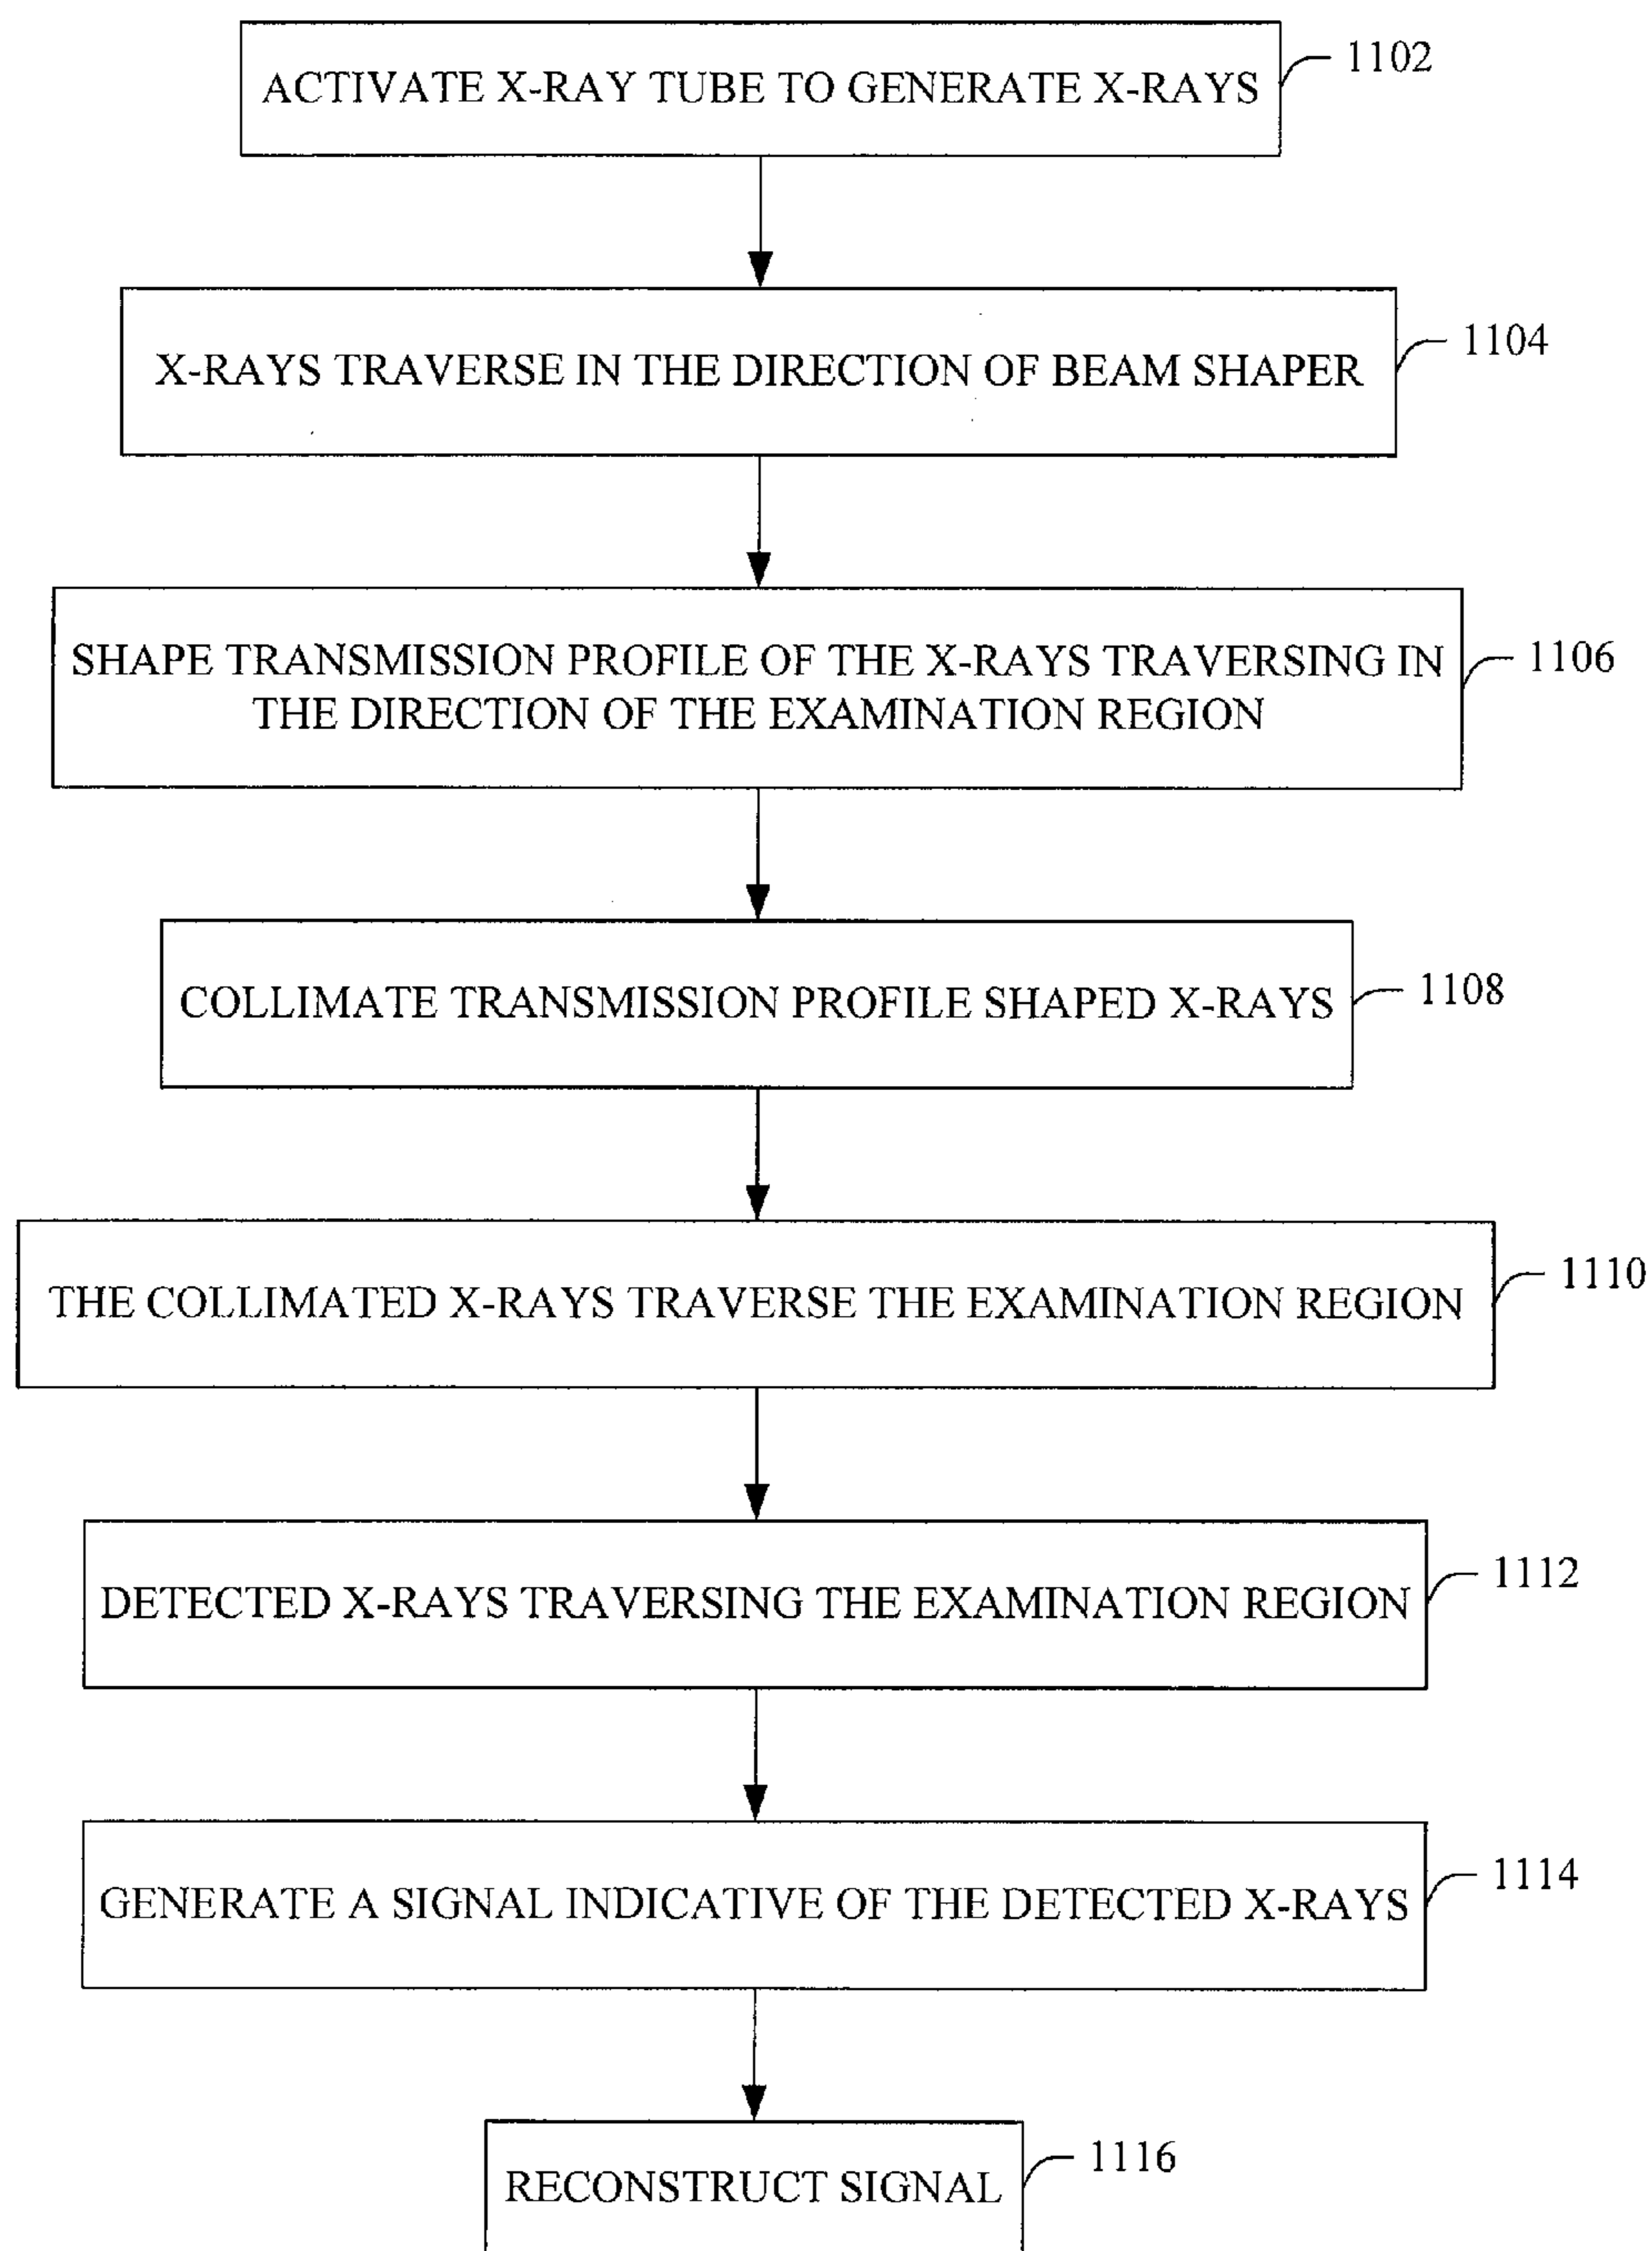 ACTIVATE X-RAY TUBE TO GENERATE X-RAYS
1102
X-RAYS TRAVERSE IN THE DIRECTION OF BEAM SHAPER
1104
SHAPE TRANSMISSION PROFILE OF THE X-RAYS TRAVERSING IN
THE DIRECTION OF THE EXAMINATION REGION
1106
COLLIMATE TRANSMISSION PROFILE SHAPED X-RAYS
1108
THE COLLIMATED X-RAYS TRAVERSE THE EXAMINATION REGION
1110
DETECTED X-RAYS TRAVERSING THE EXAMINATION REGION
1112
GENERATE A SIGNAL INDICATIVE OF THE DETECTED X-RAYS
1114
RECONSTRUCT SIGNAL
1116